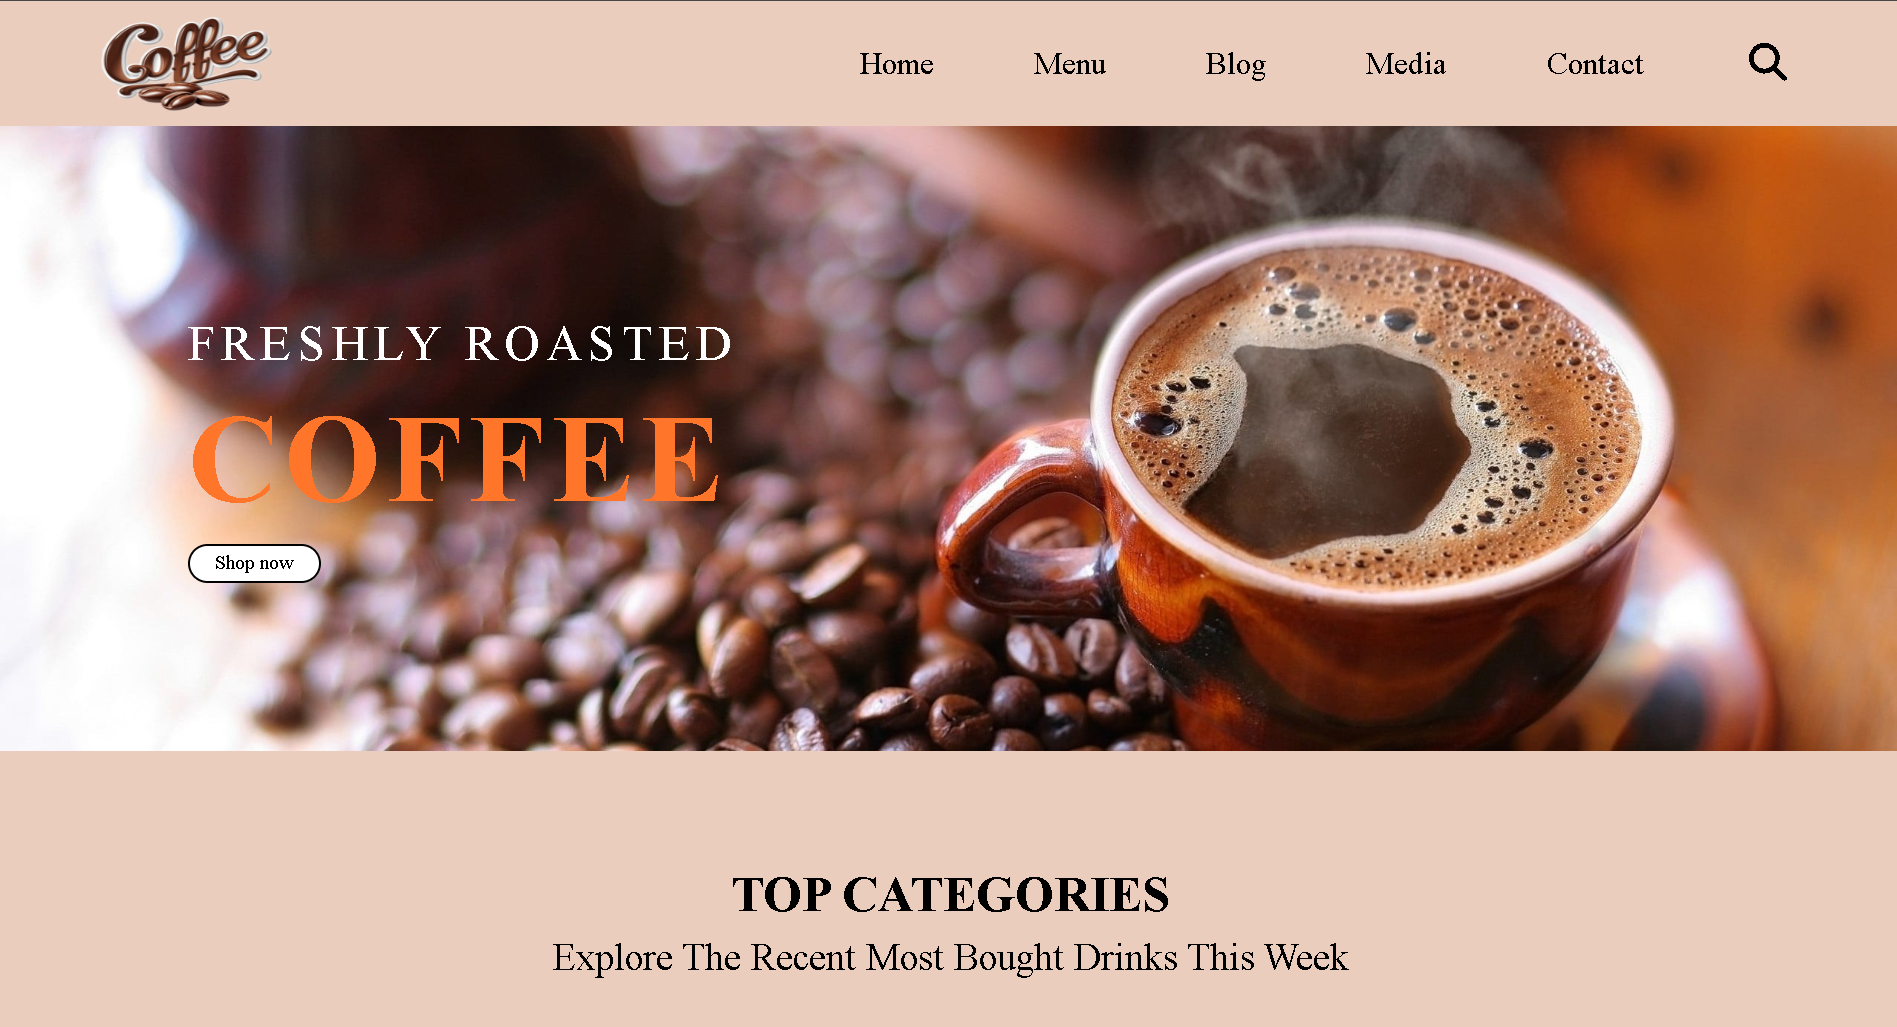 Coffee
Home Menu Blog Media Contact
FRESHLY ROASTED
COFFEE
Shop now
TOP CATEGORIES
Explore The Recent Most Bought Drinks This Week